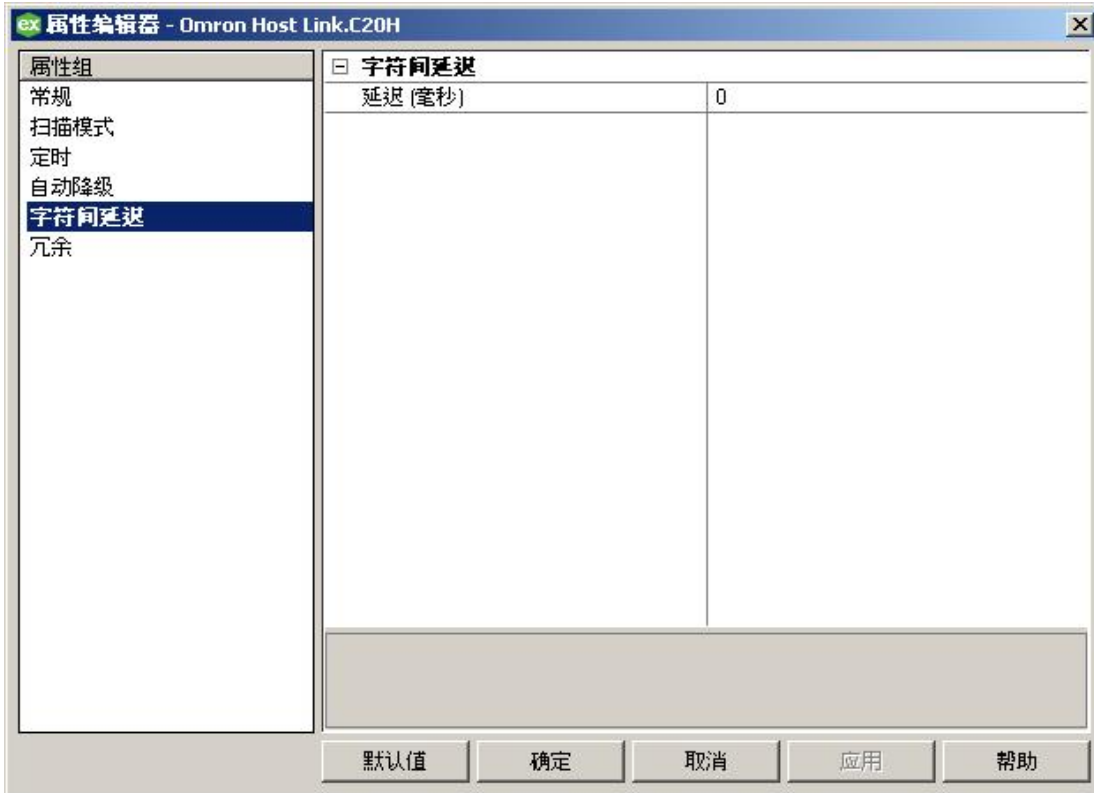 ex 属性编辑器 - Omron Host Link.C20H
属性组
常规
扫描模式
定时
自动降级
字符间延迟
冗余
字符间延迟
延迟 (毫秒) 0
默认值 确定 取消 应用 帮助